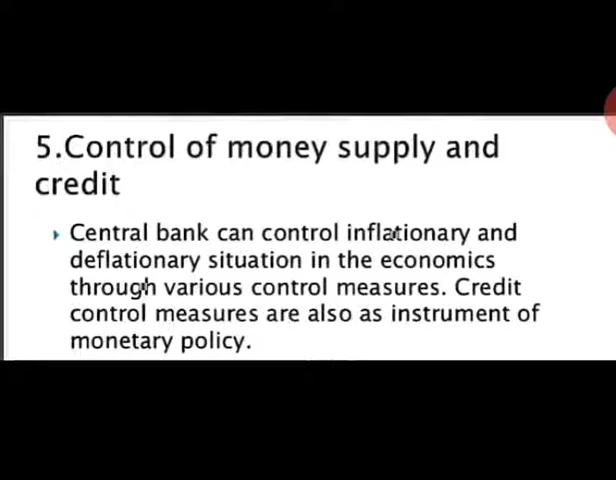 5.Control of money supply and
credit
Central bank can control inflationary and
deflationary situation in the economics
through various control measures. Credit
control measures are also as instrument of
monetary policy.